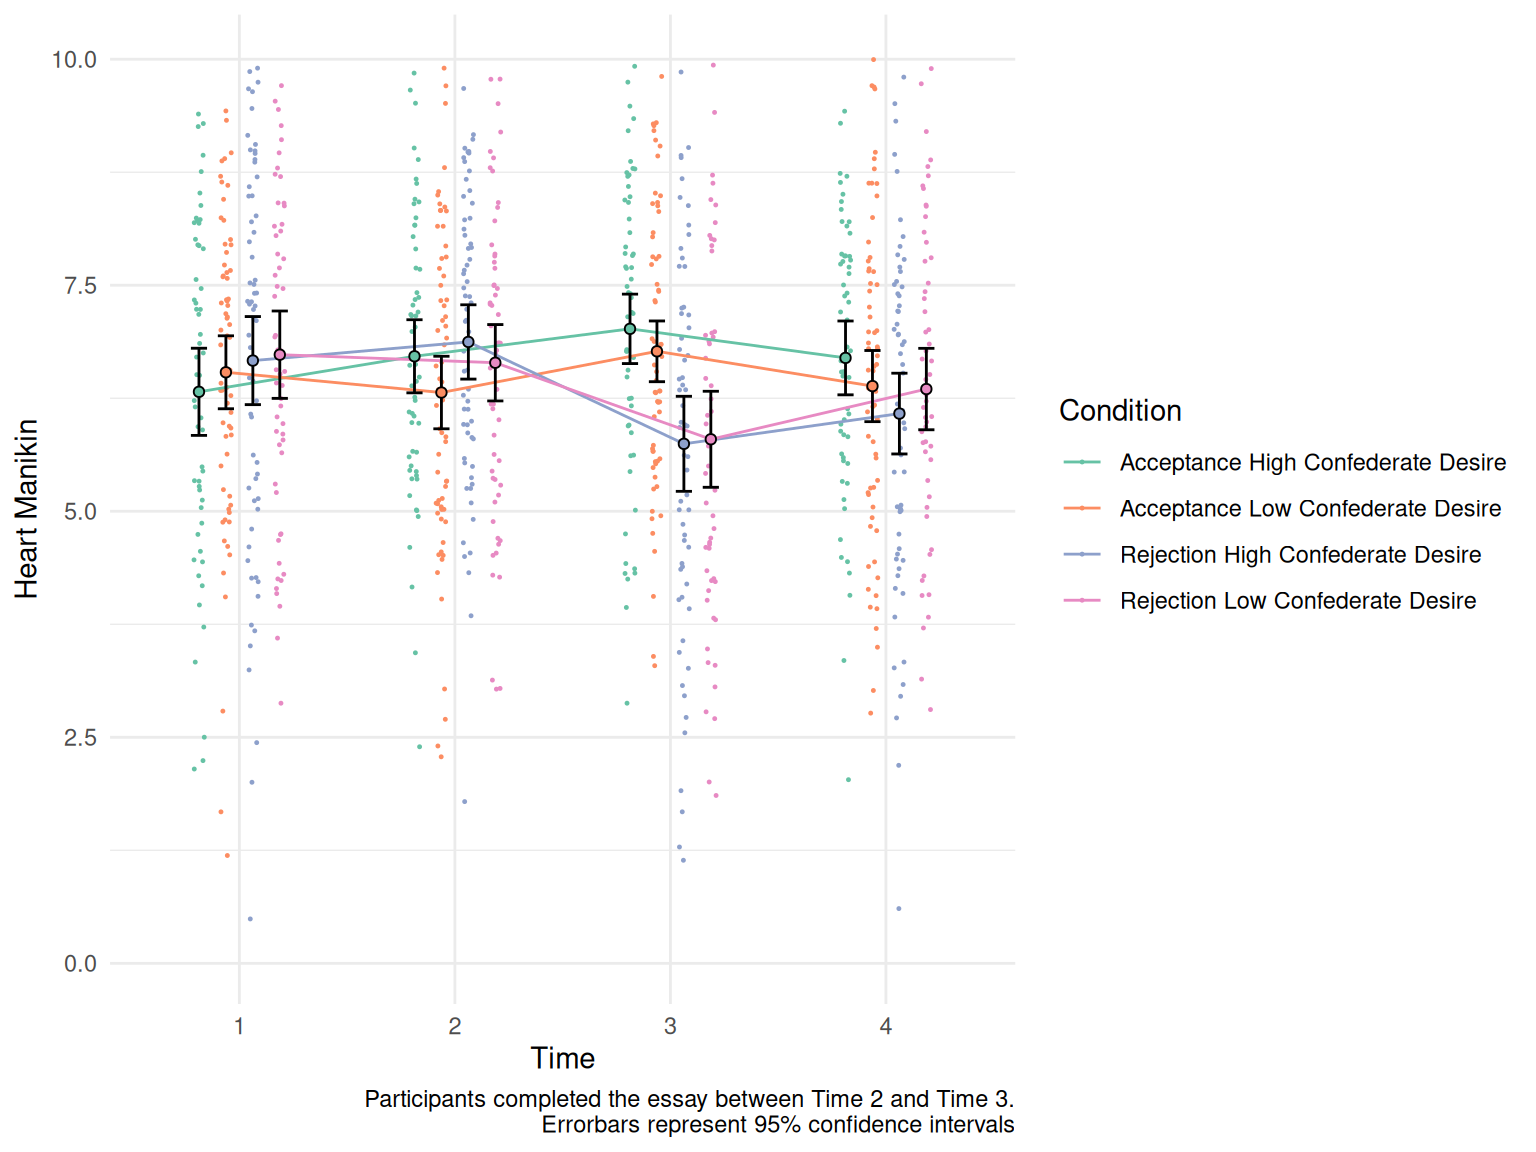 10.0
7.5
5.0
2.5
0.0
Heart Manikin
1 2 3 4
Time
Participants completed the essay between Time 2 and Time 3.
Errorbars represent 95% confidence intervals
Condition
Acceptance High Confederate Desire
Acceptance Low Confederate Desire
Rejection High Confederate Desire
Rejection Low Confederate Desire